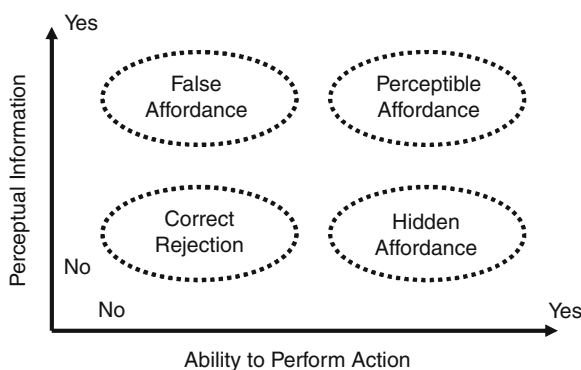 Yes
False
Affordance
Perceptible
Affordance
Perceptual Information
Correct
Rejection
Hidden
Affordance
No
No
Yes
Ability to Perform Action